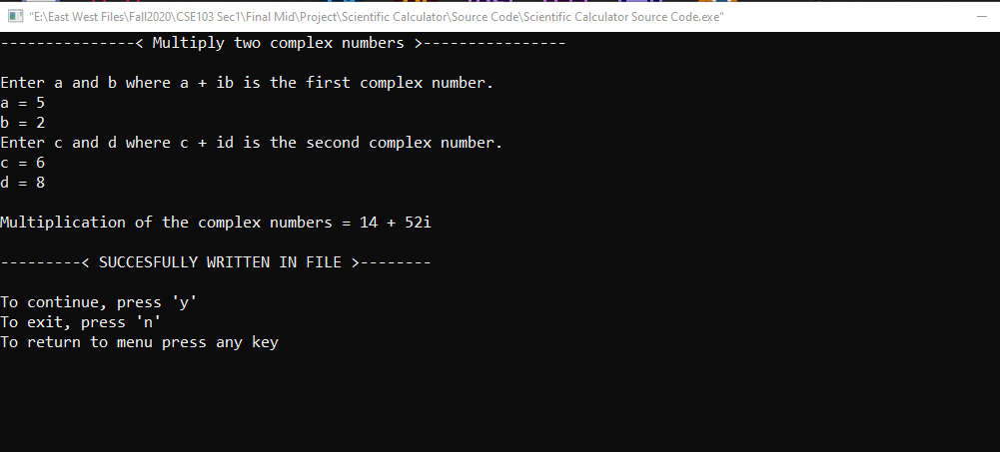 "E:\East West Files\Fall2020\CSE103 Sec1\Final Mid\Project\Scientific Calculator\Source Code\Scientific Calculator Source Code.exe"
---------------< Multiply two complex numbers >----------------
Enter a and b where a + ib is the first complex number.
a = 5
b = 2
Enter c and d where c + id is the second complex number.
c = 6
d = 8
Multiplication of the complex numbers = 14 + 52i
---------< SUCCESFULLY WRITTEN IN FILE >--------
To continue, press 'y'
To exit, press 'n'
To return to menu press any key